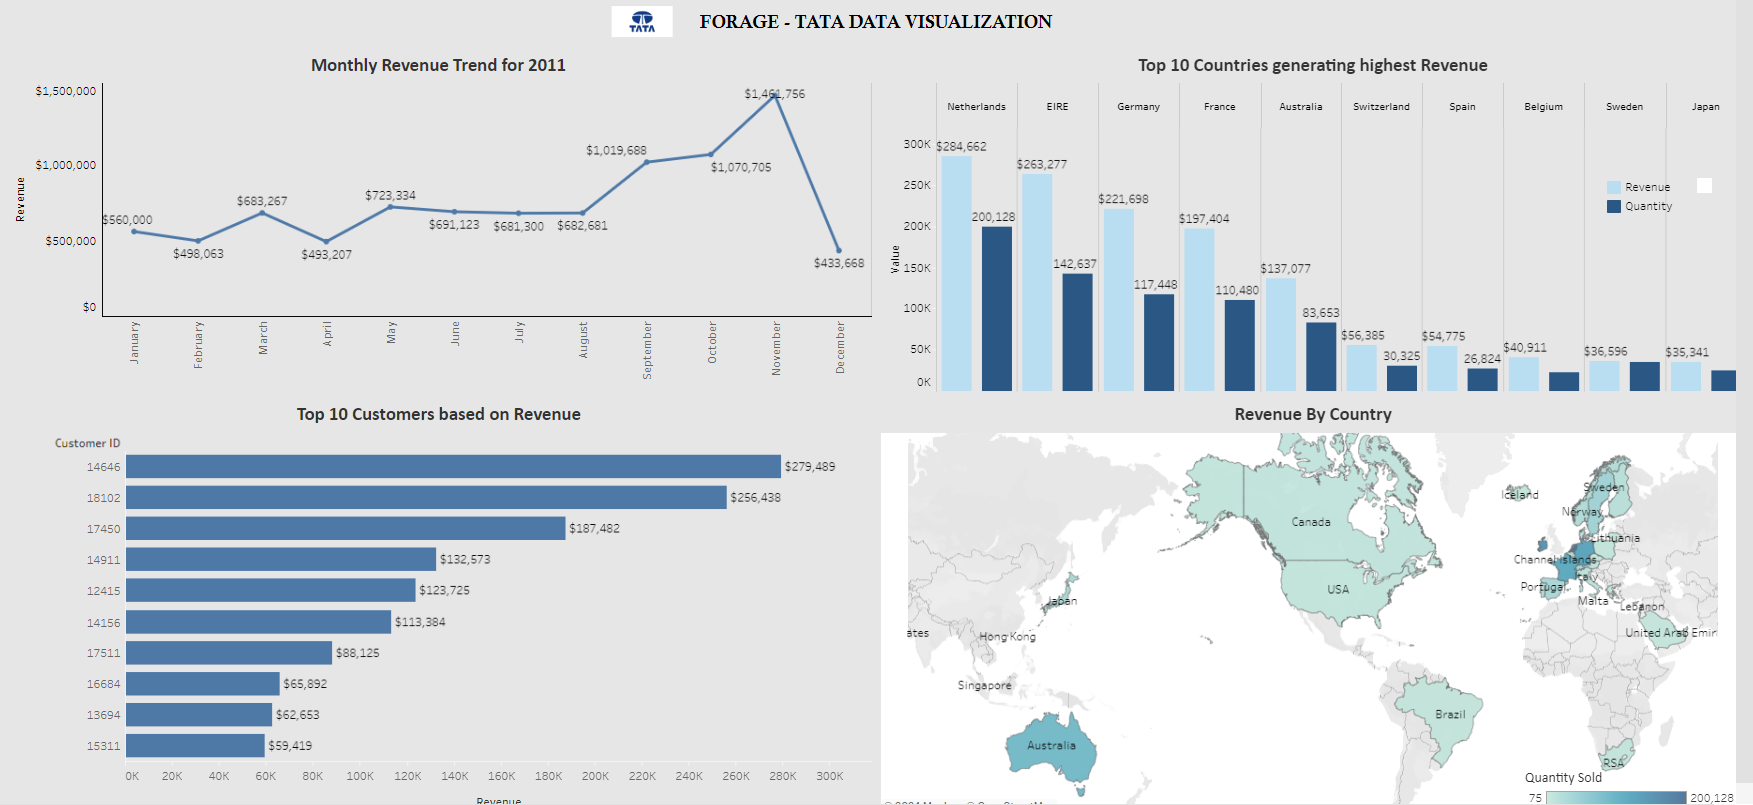 TATA
FORAGE - TATA DATA VISUALIZATION
Monthly Revenue Trend for 2011
Revenue
$1,500,000
$1,000,000
$500,000
$0
$560,000
$498,063
$683,267
$493,207
$723,334
$691,123
$681,300
$682,681
$1,019,688
$1,070,705
$1,461,756
$433,668
January
February
March
April
May
June
July
August
September
October
November
December
Top 10 Countries generating highest Revenue
Netherlands EIRE Germany France Australia Switzerland Spain Belgium Sweden Japan
Value
300K
250K
200K
150K
100K
50K
0K
$284,662
200,128
$263,277
142,637
$221,698
117,448
$197,404
110,480
$137,077
83,653
$56,385
30,325
$54,775
26,824
$40,911
$36,596
$35,341
Revenue
Quantity
Top 10 Customers based on Revenue
Customer ID
14646 $279,489
18102 $256,438
17450 $187,482
14911 $132,573
12415 $123,725
14156 $113,384
17511 $88,125
16684 $65,892
13694 $62,653
15311 $59,419
0K 20K 40K 60K 80K 100K 120K 140K 160K 180K 200K 220K 240K 260K 280K 300K
Revenue
Revenue By Country
Iceland
Sweden
Norway
Canada
Lithuania
Channel Islands
Italy
Portugal
USA
Japan
Malta
Lebanon
ates
Hong Kong
United Arab Emir
Singapore
Brazil
Australia
RSA
Quantity Sold
75 200,128